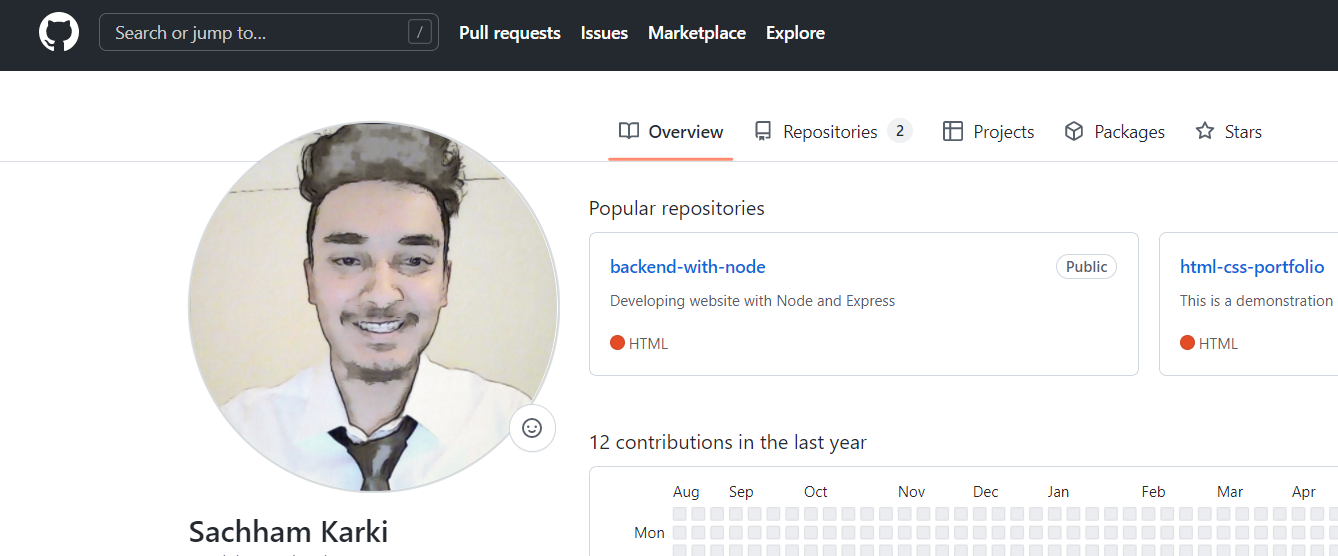 Search or jump to... /
Pull requests Issues Marketplace Explore
Overview Repositories 2 Projects Packages Stars
Popular repositories
backend-with-node Public
Developing website with Node and Express
HTML
html-css-portfolio
This is a demonstration
HTML
12 contributions in the last year
Aug Sep Oct Nov Dec Jan Feb Mar Apr
Mon
Sachham Karki